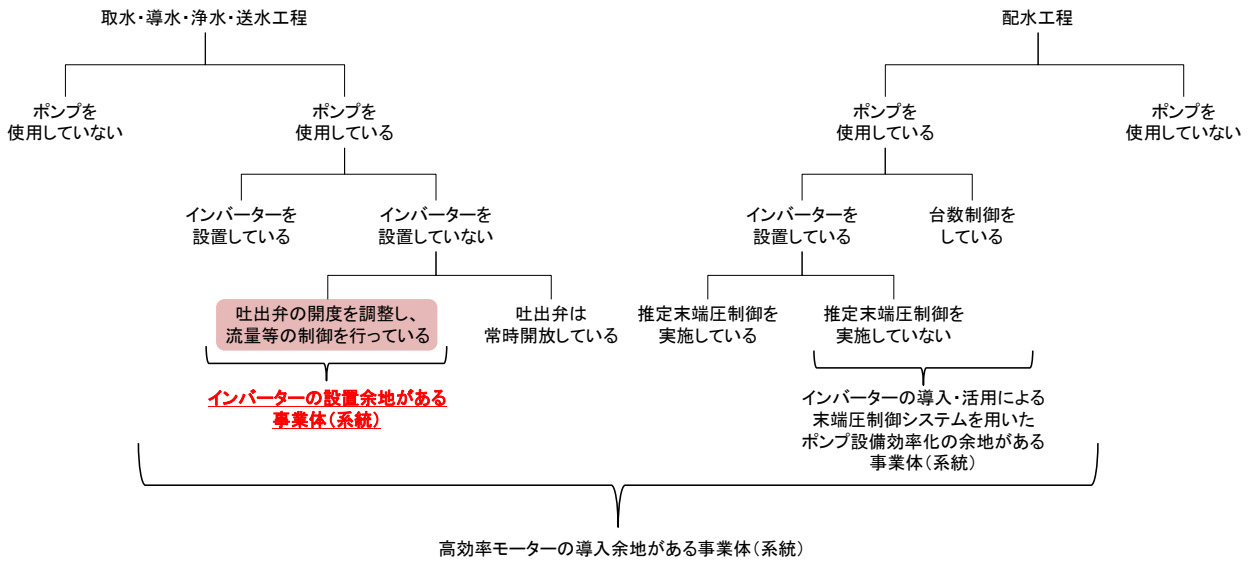 取水・導水・浄水・送水工程
配水工程
ポンプを
使用していない
ポンプを
使用している
ポンプを
使用している
ポンプを
使用していない
インバーターを
設置している
インバーターを
設置していない
インバーターを
設置している
台数制御を
している
吐出弁の開度を調整し、
流量等の制御を行っている
吐出弁は
常時開放している
推定末端圧制御を
実施している
推定末端圧制御を
実施していない
インバーターの設置余地がある
事業体（系統）
インバーターの導入・活用による
末端圧制御システムを用いた
ポンプ設備効率化の余地がある
事業体（系統）
高効率モーターの導入余地がある事業体（系統）